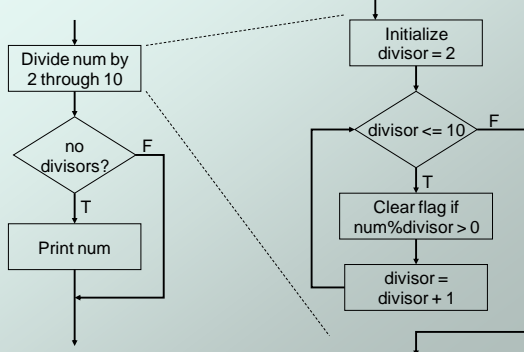 Divide num by
2 through 10
no
divisors?
F
T
Print num
Initialize
divisor = 2
divisor <= 10
F
T
Clear flag if
num%divisor > 0
divisor =
divisor + 1